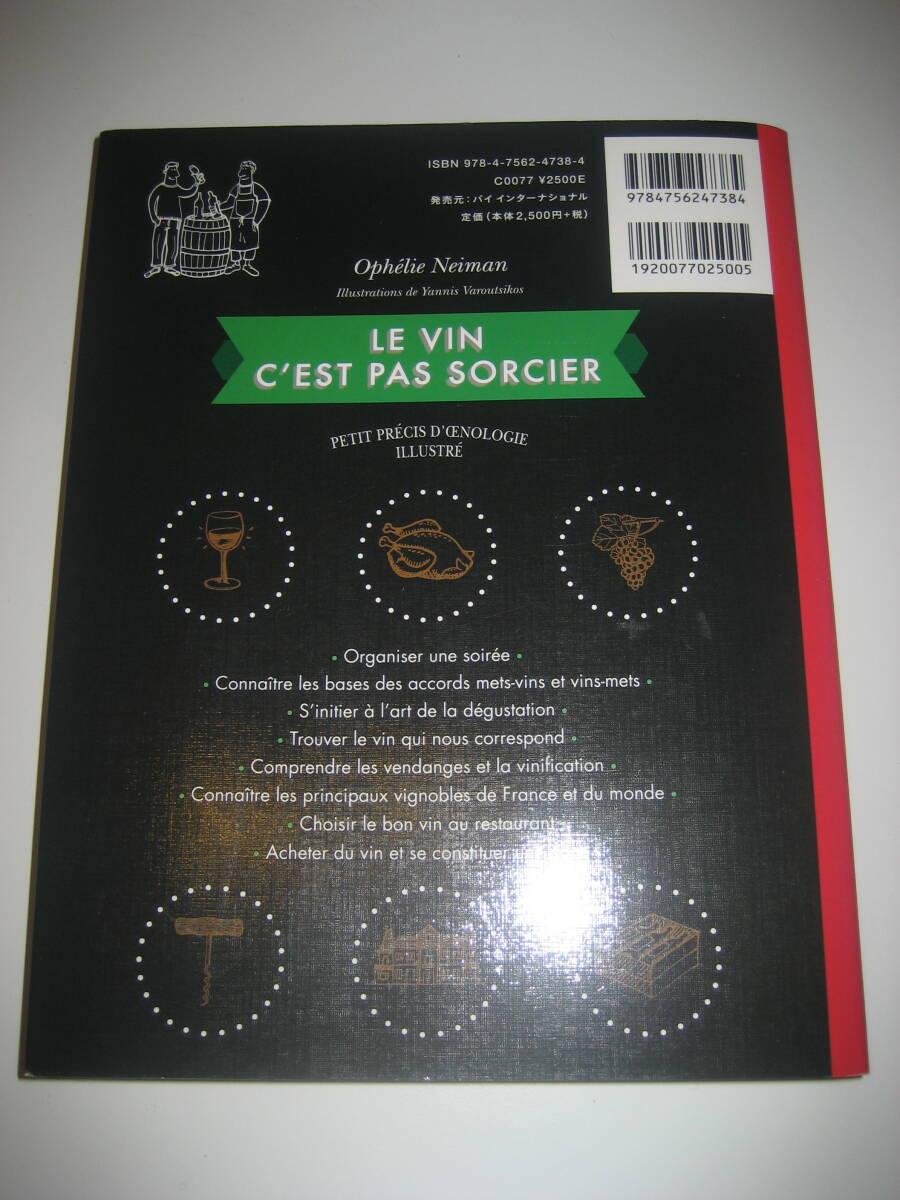 ISBN 978-4-7562-4738-4
C0077 ¥2500E
発売元：パイ インターナショナル
定価（本体2,500円+税）
9784756247384
1920077025005
Ophélie Neiman
Illustrations de Yannis Varoutsikos
LE VIN
C'EST PAS SORCIER
PETIT PRÉCIS D'ŒNOLOGIE
ILLUSTRÉ
• Organiser une soirée •
• Connaître les bases des accords mets-vins et vins-mets •
• S'initier à l'art de la dégustation •
• Trouver le vin qui nous correspond •
• Comprendre les vendanges et la vinification •
• Connaître les principaux vignobles de France et du monde •
• Choisir le bon vin au restaurant •
• Acheter du vin et se constituer